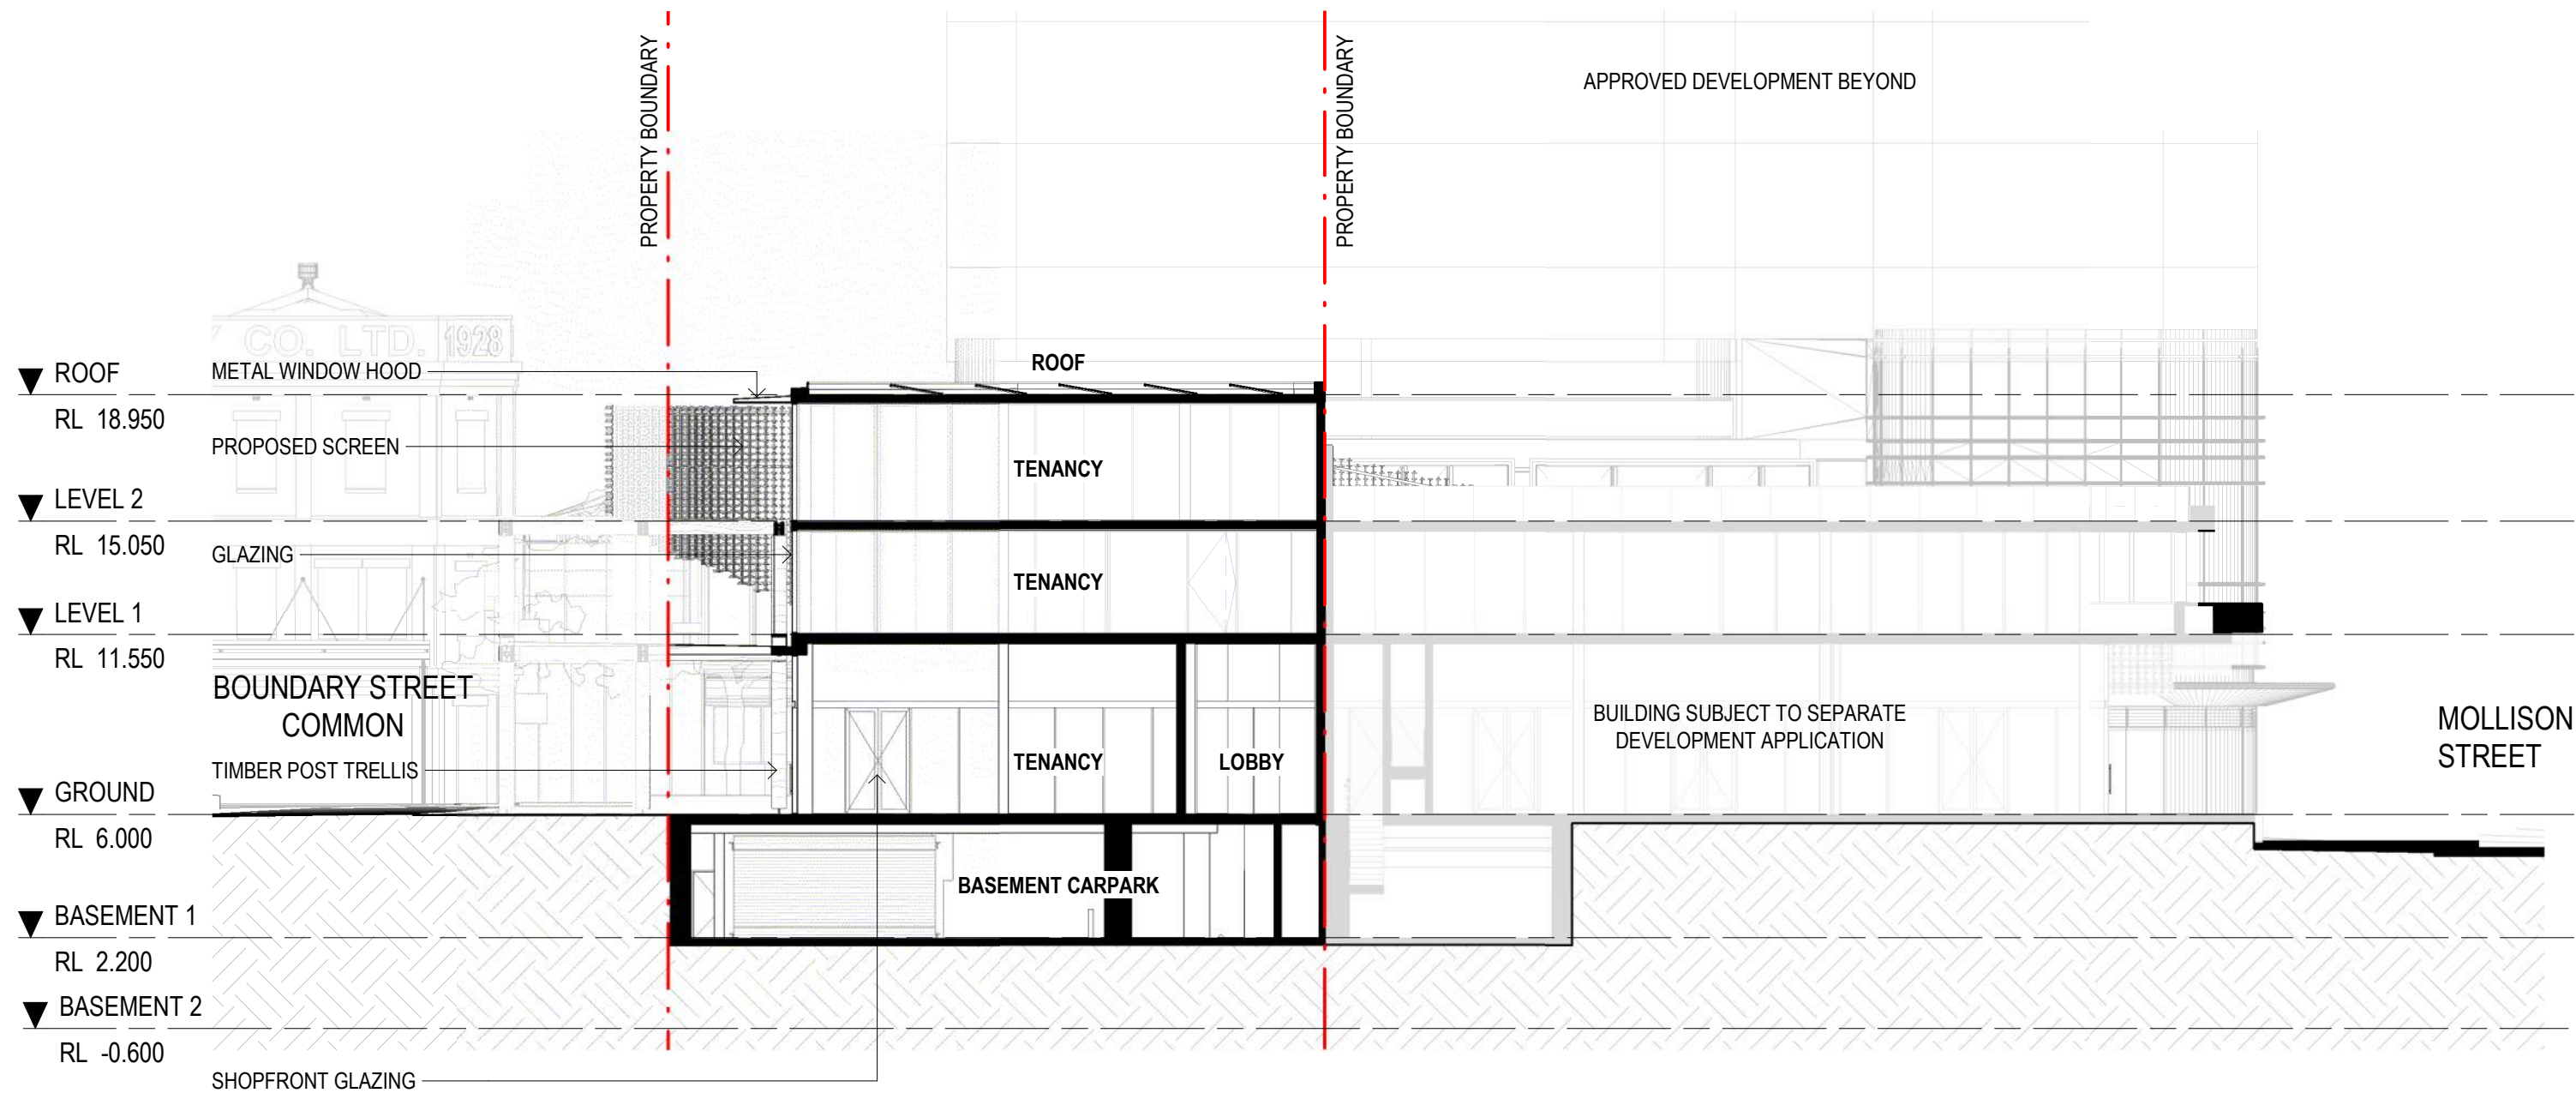 PROPERTY BOUNDARY
PROPERTY BOUNDARY
APPROVED DEVELOPMENT BEYOND
CO. LTD. 1928
ROOF
RL 18.950
METAL WINDOW HOOD
ROOF
PROPOSED SCREEN
TENANCY
LEVEL 2
RL 15.050
GLAZING
TENANCY
LEVEL 1
RL 11.550
BOUNDARY STREET
COMMON
TIMBER POST TRELLIS
TENANCY
LOBBY
BUILDING SUBJECT TO SEPARATE
DEVELOPMENT APPLICATION
MOLLISON
STREET
GROUND
RL 6.000
BASEMENT CARPARK
BASEMENT 1
RL 2.200
BASEMENT 2
RL -0.600
SHOPFRONT GLAZING